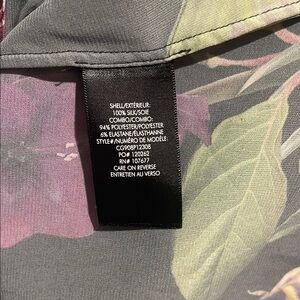 SHELL/EXTÉRIEUR:
100% SILK/SOIE
COMBO/COMBO:
94% POLYESTER/POLYESTER
6% ELASTANE/ÉLASTHANNE
STYLE#/NUMÉRO DE MODÈLE:
CG908P12308
PO# 120262
RN# 107677
CARE ON REVERSE
ENTRETIEN AU VERSO